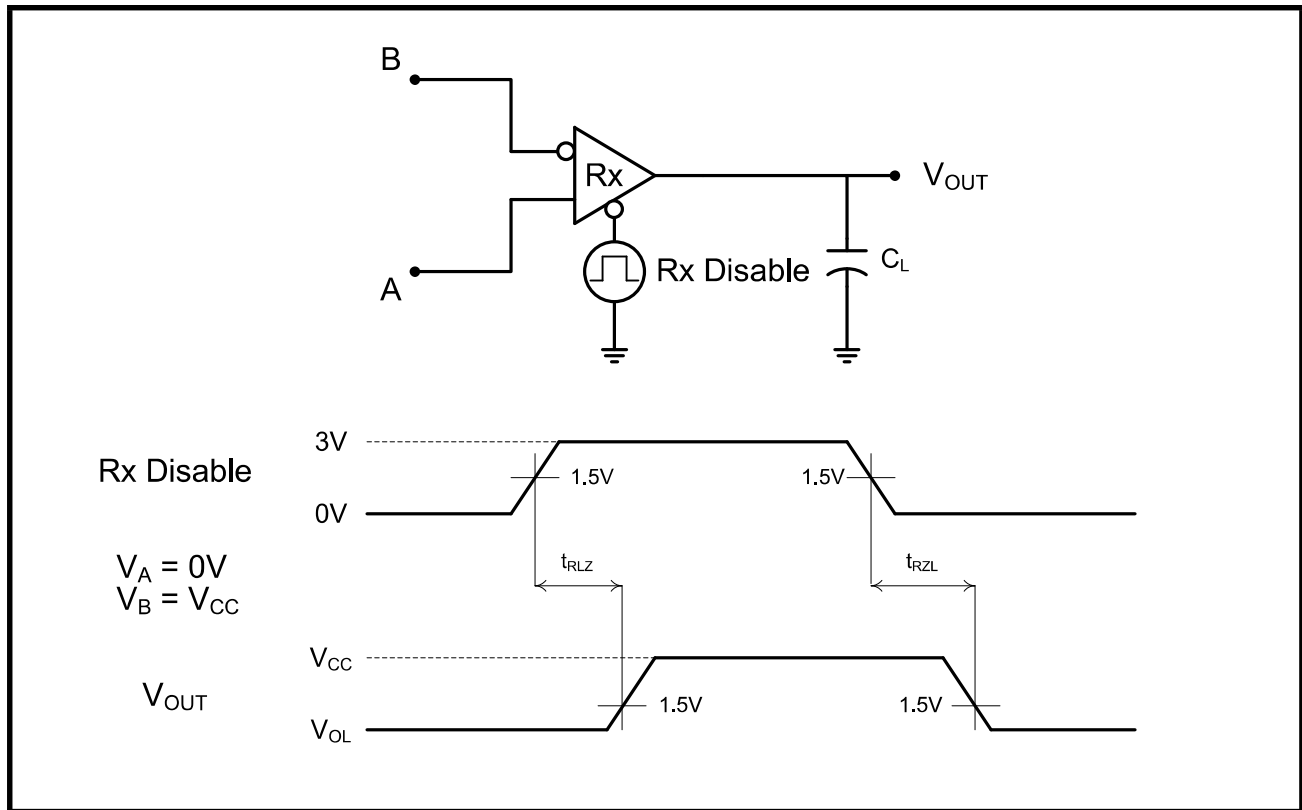 B
Rx
V_OUT
Rx Disable
C_L
A
3V
Rx Disable
1.5V
1.5V
0V
t_RLZ
t_RZL
V_A = 0V
V_B = V_CC
V_CC
V_OUT
1.5V
1.5V
V_OL